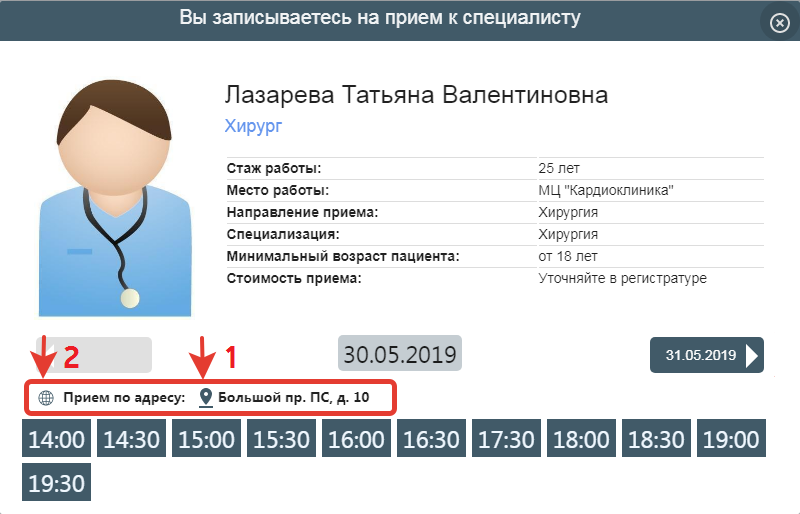 Вы записываетесь на прием к специалисту
Лазарева Татьяна Валентиновна
Хирург
Стаж работы: 25 лет
Место работы: МЦ "Кардиоклиника"
Направление приема: Хирургия
Специализация: Хирургия
Минимальный возраст пациента: от 18 лет
Стоимость приема: Уточняйте в регистратуре
2 1 30.05.2019 31.05.2019
Прием по адресу: Большой пр. ПС, д. 10
14:00 14:30 15:00 15:30 16:00 16:30 17:30 18:00 18:30 19:00
19:30